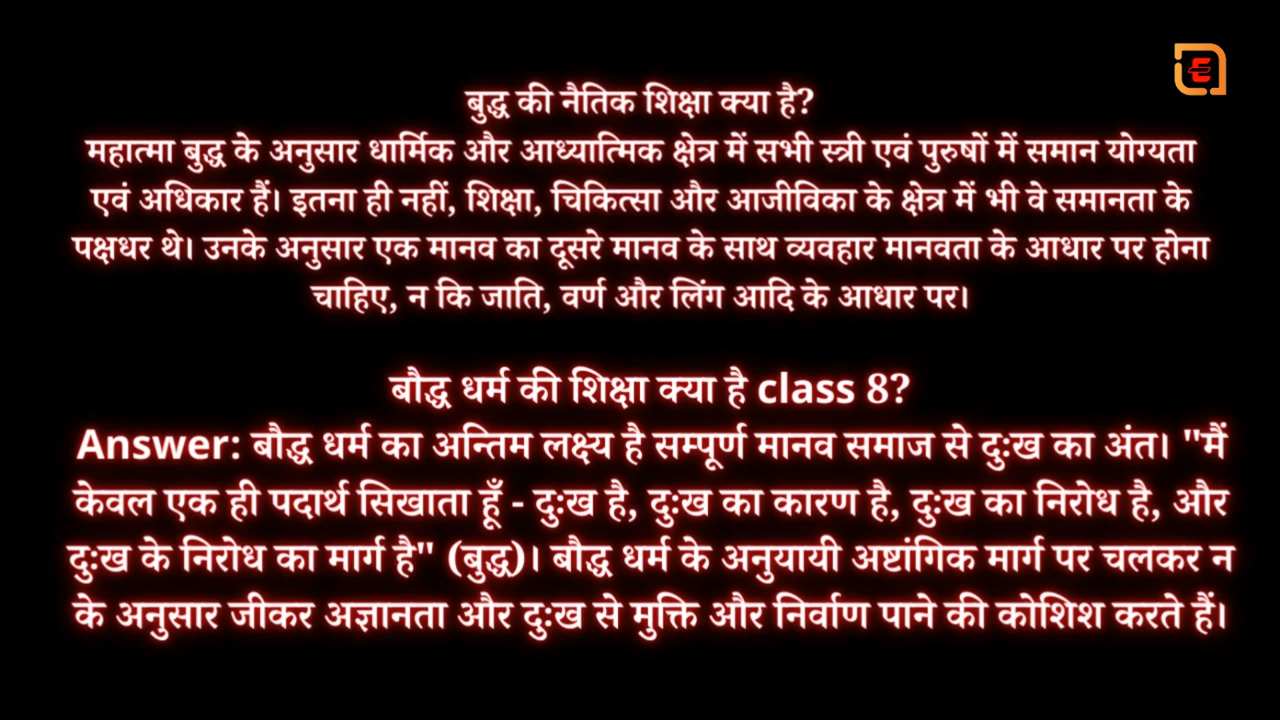 बुद्ध की नैतिक शिक्षा क्या है?
महात्मा बुद्ध के अनुसार धार्मिक और आध्यात्मिक क्षेत्र में सभी स्त्री एवं पुरुषों में समान योग्यता
एवं अधिकार हैं। इतना ही नहीं, शिक्षा, चिकित्सा और आजीविका के क्षेत्र में भी वे समानता के
पक्षधर थे। उनके अनुसार एक मानव का दूसरे मानव के साथ व्यवहार मानवता के आधार पर होना
चाहिए, न कि जाति, वर्ण और लिंग आदि के आधार पर।
बौद्ध धर्म की शिक्षा क्या है class 8?
Answer: बौद्ध धर्म का अन्तिम लक्ष्य है सम्पूर्ण मानव समाज से दुःख का अंत। "मैं
केवल एक ही पदार्थ सिखाता हूँ - दुःख है, दुःख का कारण है, दुःख का निरोध है, और
दुःख के निरोध का मार्ग है" (बुद्ध)। बौद्ध धर्म के अनुयायी अष्टांगिक मार्ग पर चलकर न
के अनुसार जीकर अज्ञानता और दुःख से मुक्ति और निर्वाण पाने की कोशिश करते हैं।